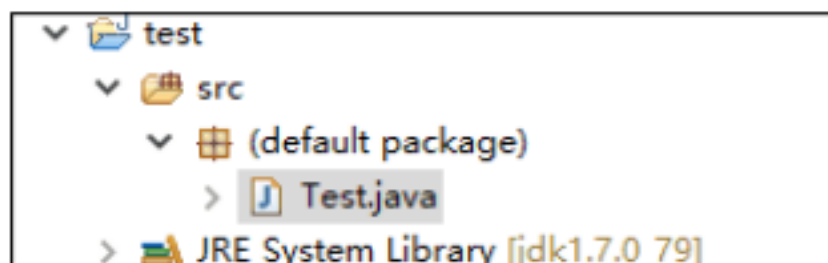 test
src
(default package)
Test.java
JRE System Library [jdk1.7.0_79]